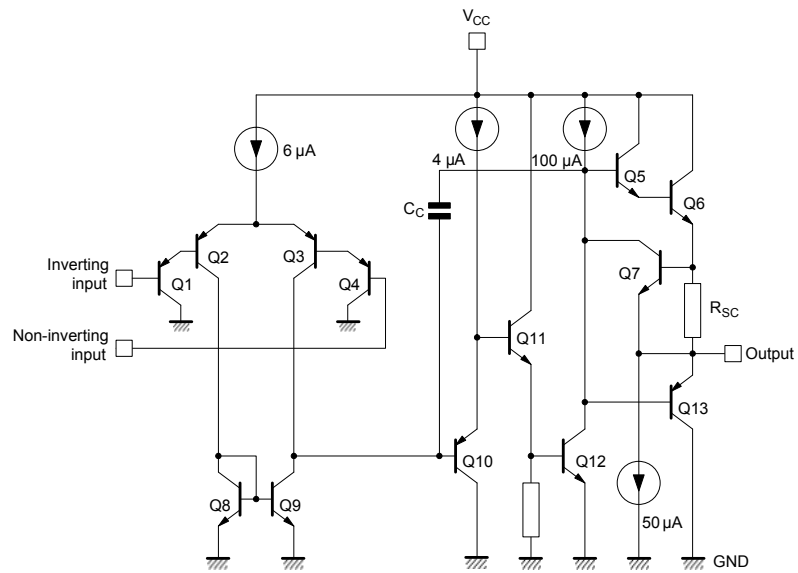 V_CC
6 µA
4 µA
100 µA
Q5
Q6
C_C
Q2
Q3
Q7
Inverting
input
Q1
Q4
R_SC
Non-inverting
input
Q11
Output
Q13
Q10
Q12
Q8
Q9
50 µA
GND